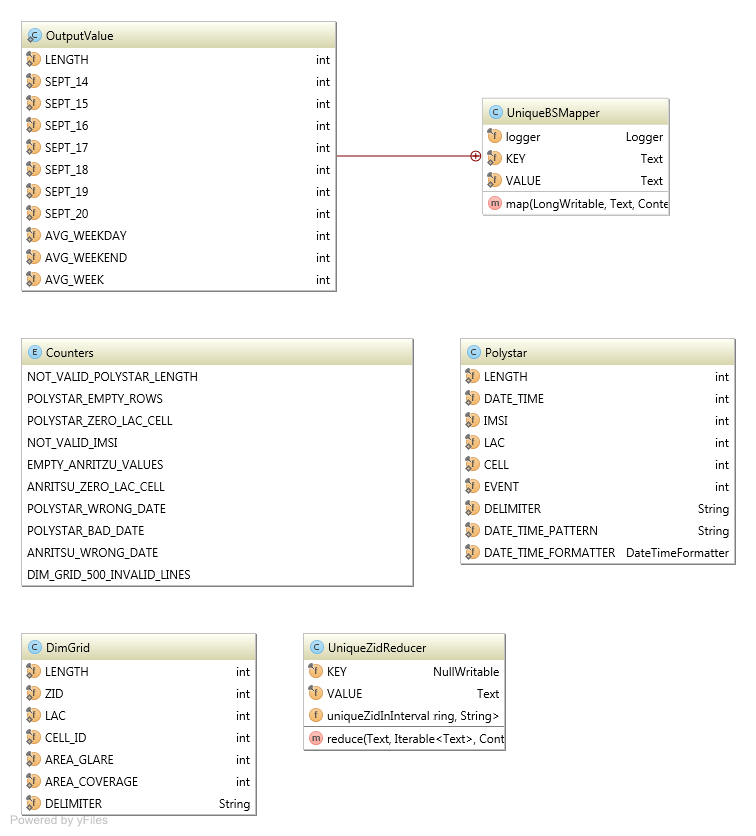 OutputValue
LENGTH int
SEPT_14 int
SEPT_15 int
SEPT_16 int
SEPT_17 int
SEPT_18 int
SEPT_19 int
SEPT_20 int
AVG_WEEKDAY int
AVG_WEEKEND int
AVG_WEEK int
UniqueBSMapper
logger Logger
KEY Text
VALUE Text
map(LongWritable, Text, Conte
Counters
NOT_VALID_POLYSTAR_LENGTH
POLYSTAR_EMPTY_ROWS
POLYSTAR_ZERO_LAC_CELL
NOT_VALID_IMSI
EMPTY_ANRITZU_VALUES
ANRITSU_ZERO_LAC_CELL
POLYSTAR_WRONG_DATE
POLYSTAR_BAD_DATE
ANRITSU_WRONG_DATE
DIM_GRID_500_INVALID_LINES
Polystar
LENGTH int
DATE_TIME int
IMSI int
LAC int
CELL int
EVENT int
DELIMITER String
DATE_TIME_PATTERN String
DATE_TIME_FORMATTER DateTimeFormatter
DimGrid
LENGTH int
ZID int
LAC int
CELL_ID int
AREA_GLARE int
AREA_COVERAGE int
DELIMITER String
UniqueZidReducer
KEY NullWritable
VALUE Text
uniqueZidInInterval ring, String>
reduce(Text, Iterable<Text>, Cont
Powered by yFiles